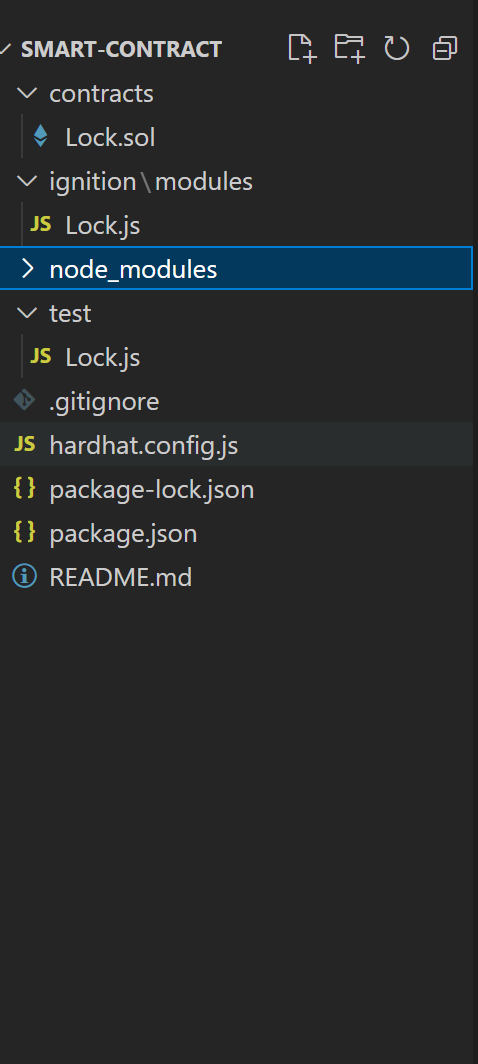 SMART-CONTRACT
contracts
Lock.sol
ignition\modules
JS Lock.js
node_modules
test
JS Lock.js
.gitignore
JS hardhat.config.js
{} package-lock.json
{} package.json
README.md